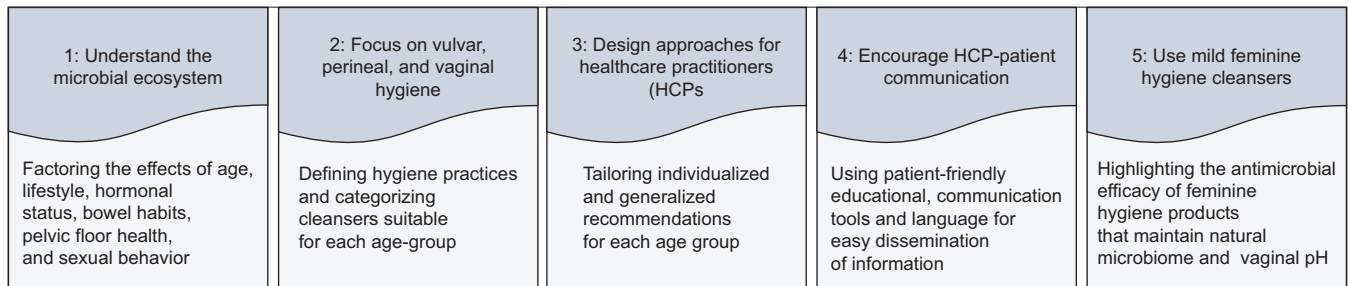 1: Understand the
microbial ecosystem
Factoring the effects of age,
lifestyle, hormonal
status, bowel habits,
pelvic floor health,
and sexual behavior
2: Focus on vulvar,
perineal, and vaginal
hygiene
Defining hygiene practices
and categorizing
cleansers suitable
for each age-group
3: Design approaches for
healthcare practitioners
(HCPs
Tailoring individualized
and generalized
recommendations
for each age group
4: Encourage HCP-patient
communication
Using patient-friendly
educational, communication
tools and language for
easy dissemination
of information
5: Use mild feminine
hygiene cleansers
Highlighting the antimicrobial
efficacy of feminine
hygiene products
that maintain natural
microbiome and vaginal pH